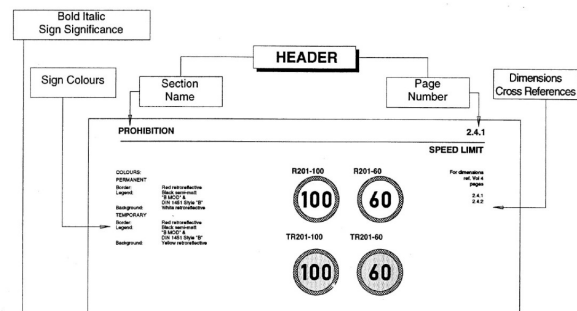 Bold Italic
Sign Significance
HEADER
Sign Colours
Section
Name
Page
Number
Dimensions
Cross References
PROHIBITION
2.4.1
SPEED LIMIT
COLOURS:
PERMANENT
Border: Red retroreflective
Legend: Black semi-matt
"B MOD" &
DIN 1451 Style "B"
Background: White retroreflective
TEMPORARY
Border: Red retroreflective
Legend: Black semi-matt
"B MOD" &
DIN 1451 Style "B"
Background: Yellow retroreflective
R201-100 R201-60
100 60
TR201-100 TR201-60
100 60
For dimensions
ref. Vol 4
pages
2.4.1
2.4.2